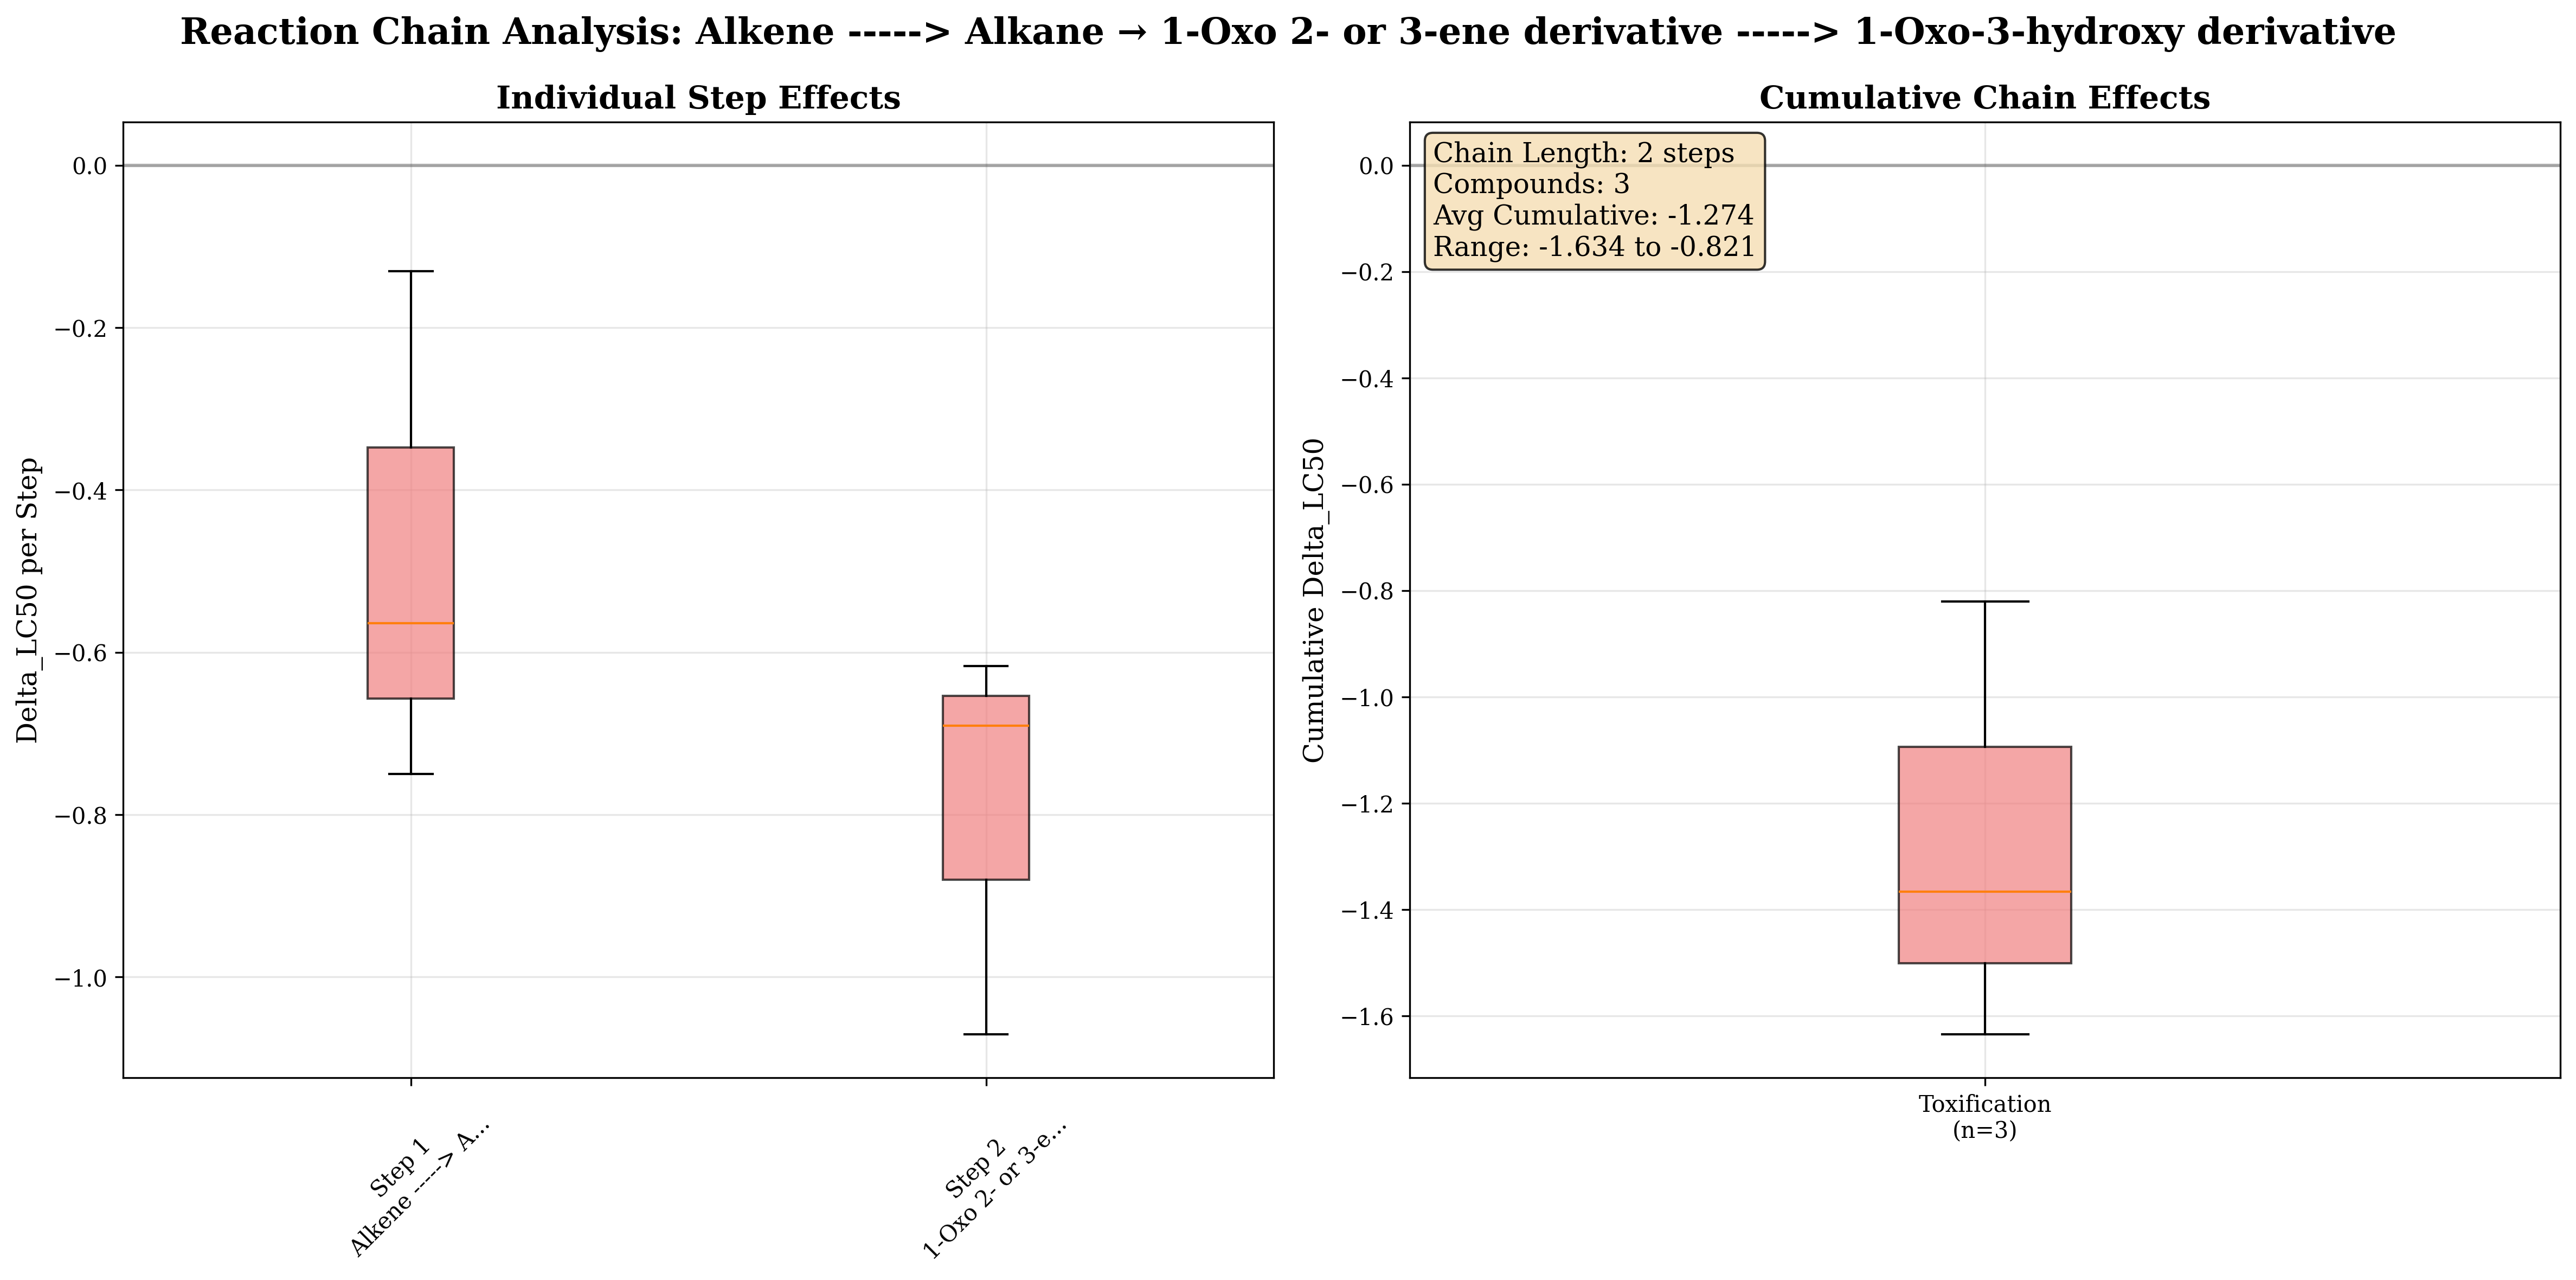 Reaction Chain Analysis: Alkene -----> Alkane → 1-Oxo 2- or 3-ene derivative -----> 1-Oxo-3-hydroxy derivative
Individual Step Effects
Delta_LC50 per Step
0.0
−0.2
−0.4
−0.6
−0.8
−1.0
Step 1
Alkene -----> A...
Step 2
1-Oxo 2- or 3-e...
Cumulative Chain Effects
Chain Length: 2 steps
Compounds: 3
Avg Cumulative: -1.274
Range: -1.634 to -0.821
Cumulative Delta_LC50
0.0
−0.2
−0.4
−0.6
−0.8
−1.0
−1.2
−1.4
−1.6
Toxification
(n=3)